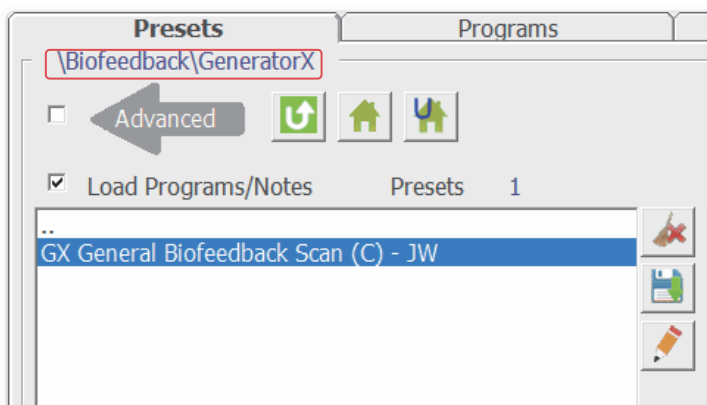 Presets Programs
\Biofeedback\GeneratorX
Advanced
U
Load Programs/Notes Presets 1
..
GX General Biofeedback Scan (C) - JW